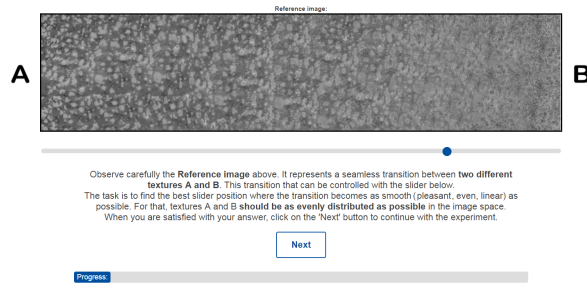 Reference image:
A
B
Observe carefully the Reference image above. It represents a seamless transition between two different
textures A and B. This transition that can be controlled with the slider below.
The task is to find the best slider position where the transition becomes as smooth (pleasant, even, linear) as
possible. For that, textures A and B should be as evenly distributed as possible in the image space.
When you are satisfied with your answer, click on the 'Next' button to continue with the experiment.
Next
Progress: